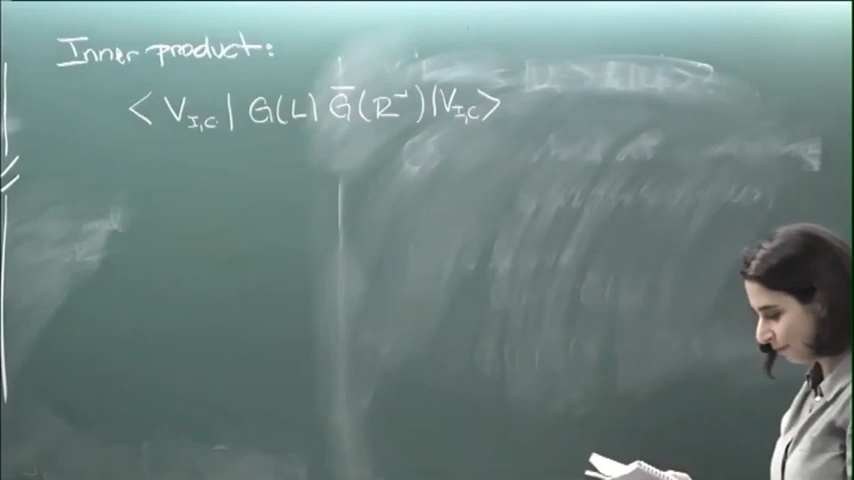 Inner product:
< V_{I,C} | G(L) G̅(R⁻¹) | V_{I,C} >